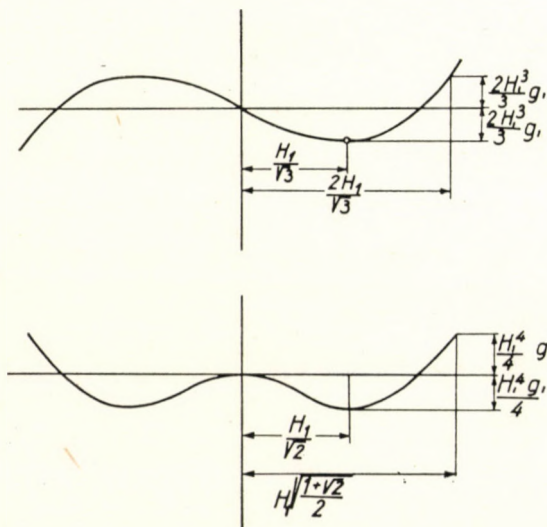 2H₁³/3 g₁
2H₁³/3 g₁
H₁/√3
2H₁/√3
H₁⁴/4 g
H₁⁴/4 g₁
H₁/√2
H₁√((1+√2)/2)